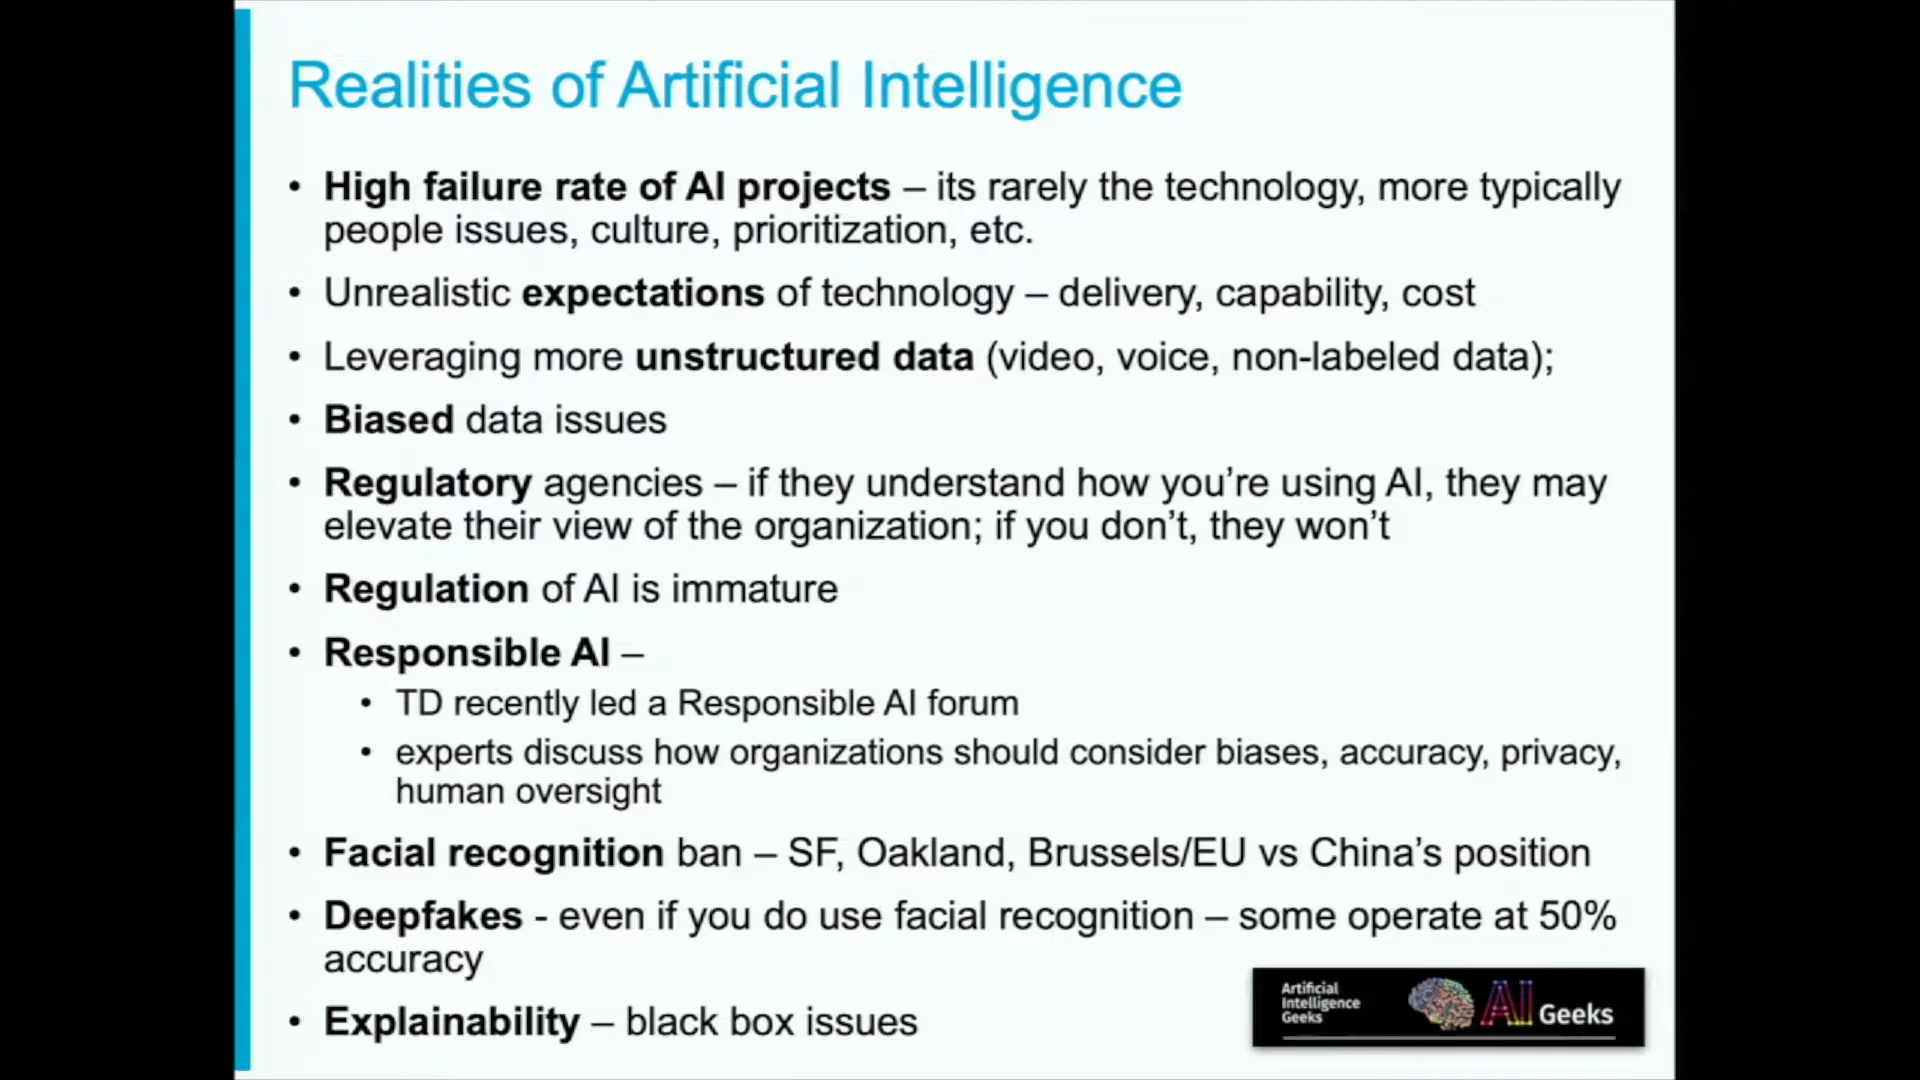 Realities of Artificial Intelligence
• High failure rate of AI projects – its rarely the technology, more typically
people issues, culture, prioritization, etc.
• Unrealistic expectations of technology – delivery, capability, cost
• Leveraging more unstructured data (video, voice, non-labeled data);
• Biased data issues
• Regulatory agencies – if they understand how you’re using AI, they may
elevate their view of the organization; if you don’t, they won’t
• Regulation of AI is immature
• Responsible AI –
• TD recently led a Responsible AI forum
• experts discuss how organizations should consider biases, accuracy, privacy,
human oversight
• Facial recognition ban – SF, Oakland, Brussels/EU vs China’s position
• Deepfakes - even if you do use facial recognition – some operate at 50%
accuracy
• Explainability – black box issues
Artificial
Intelligence
Geeks
AI Geeks